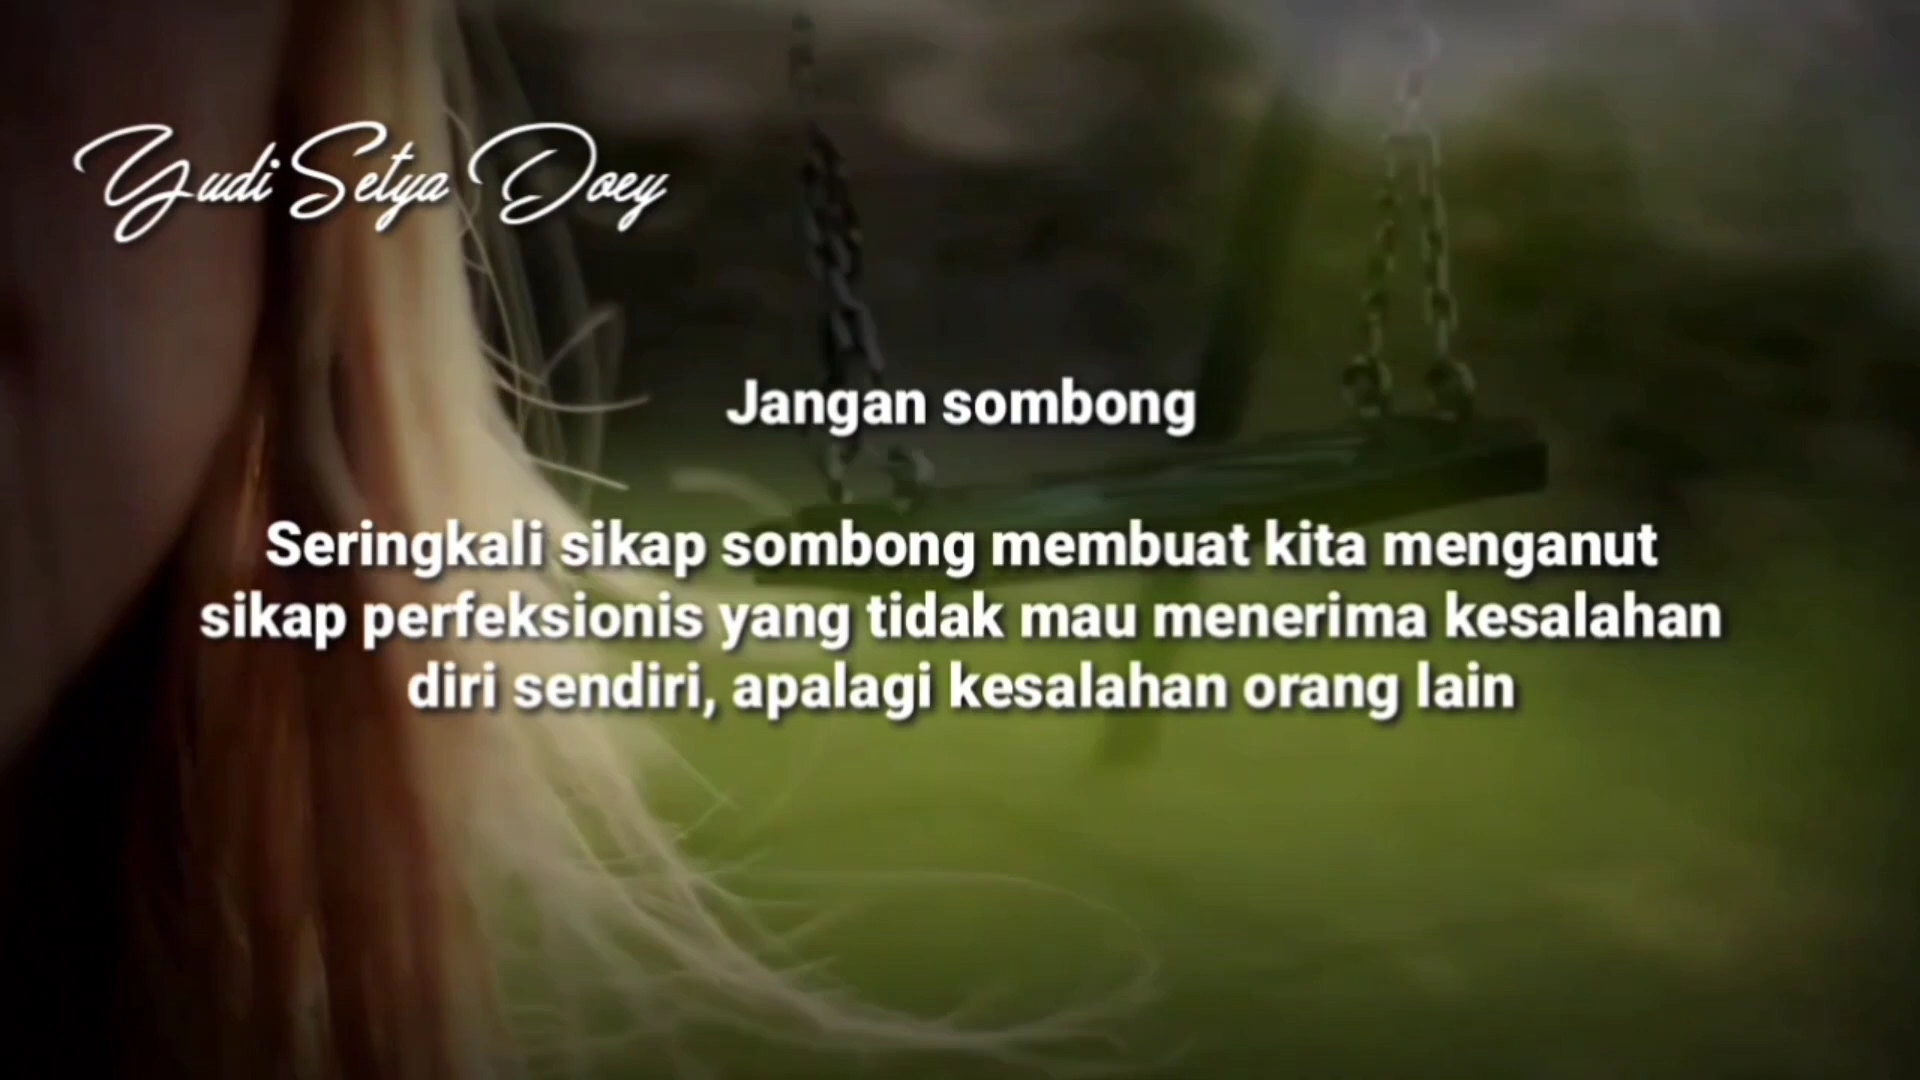 Yudi Setya Doey
Jangan sombong
Seringkali sikap sombong membuat kita menganut
sikap perfeksionis yang tidak mau menerima kesalahan
diri sendiri, apalagi kesalahan orang lain